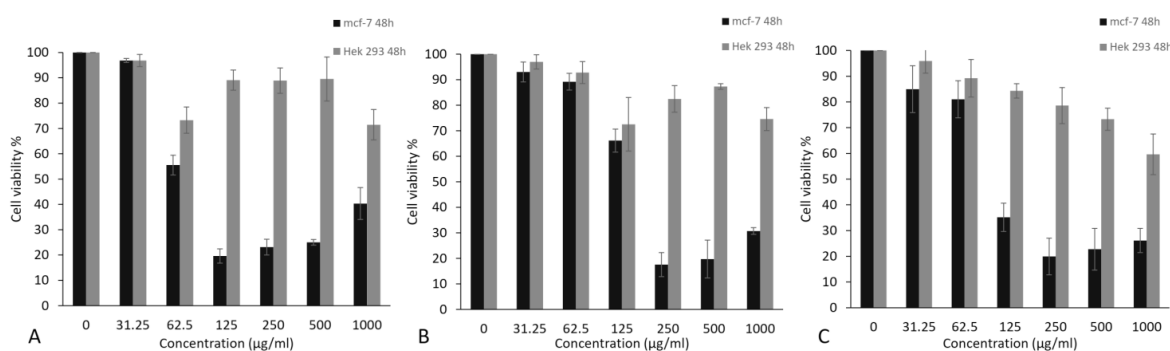 mcf-7 48h
Hek 293 48h
100
90
80
70
60
50
40
30
20
10
0
Cell viability %
0 31.25 62.5 125 250 500 1000
Concentration (µg/ml)
A
mcf-7 48h
Hek 293 48h
100
90
80
70
60
50
40
30
20
10
0
Cell viability %
0 31.25 62.5 125 250 500 1000
Concentration (µg/ml)
B
mcf-7 48h
Hek 293 48h
100
90
80
70
60
50
40
30
20
10
0
Cell viability %
0 31.25 62.5 125 250 500 1000
Concentration (µg/ml)
C